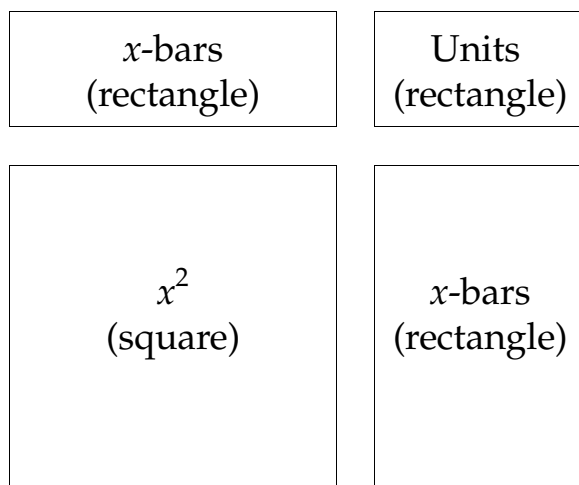 x-bars
(rectangle)
Units
(rectangle)
x²
(square)
x-bars
(rectangle)